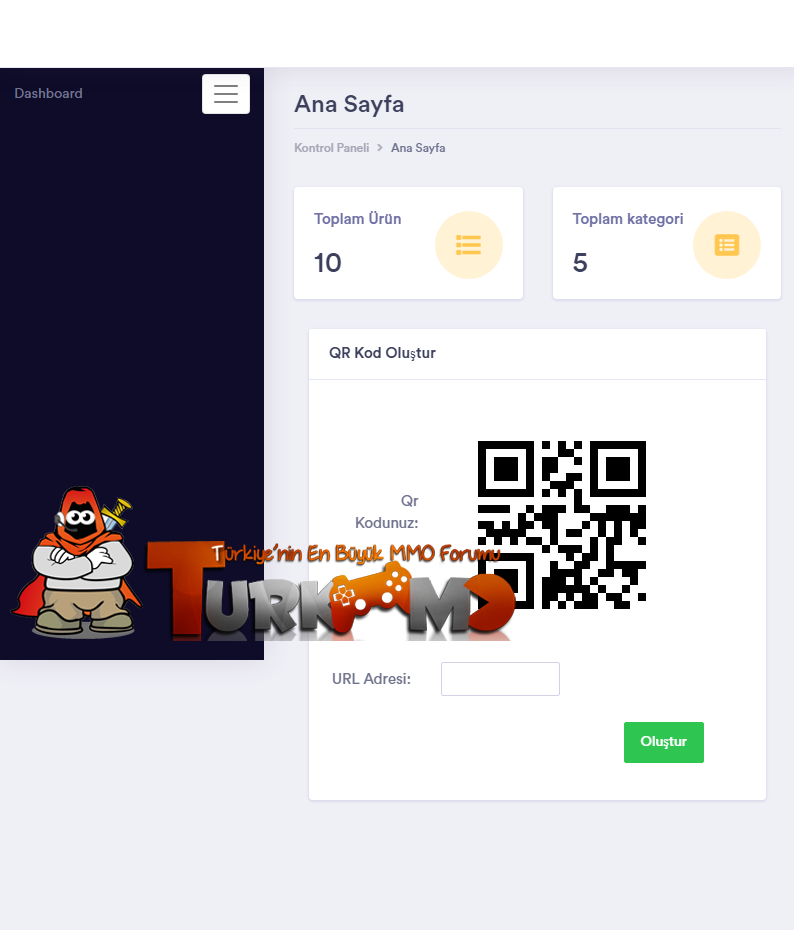 Dashboard
Ana Sayfa
Kontrol Paneli > Ana Sayfa
Toplam Ürün
10
Toplam kategori
5
QR Kod Oluştur
Qr
Kodunuz:
Türkiye'nin En Büyük MMO Forumu
TURKMMO
URL Adresi:
Oluştur